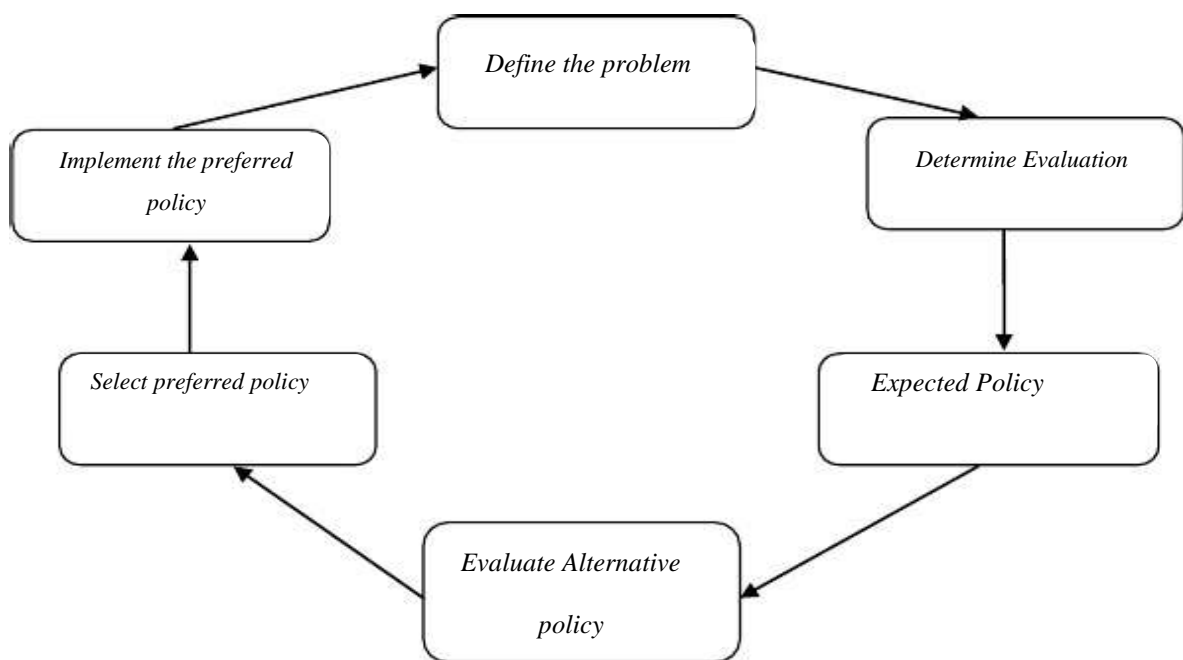 Define the problem
Determine Evaluation
Expected Policy
Evaluate Alternative
policy
Select preferred policy
Implement the preferred
policy